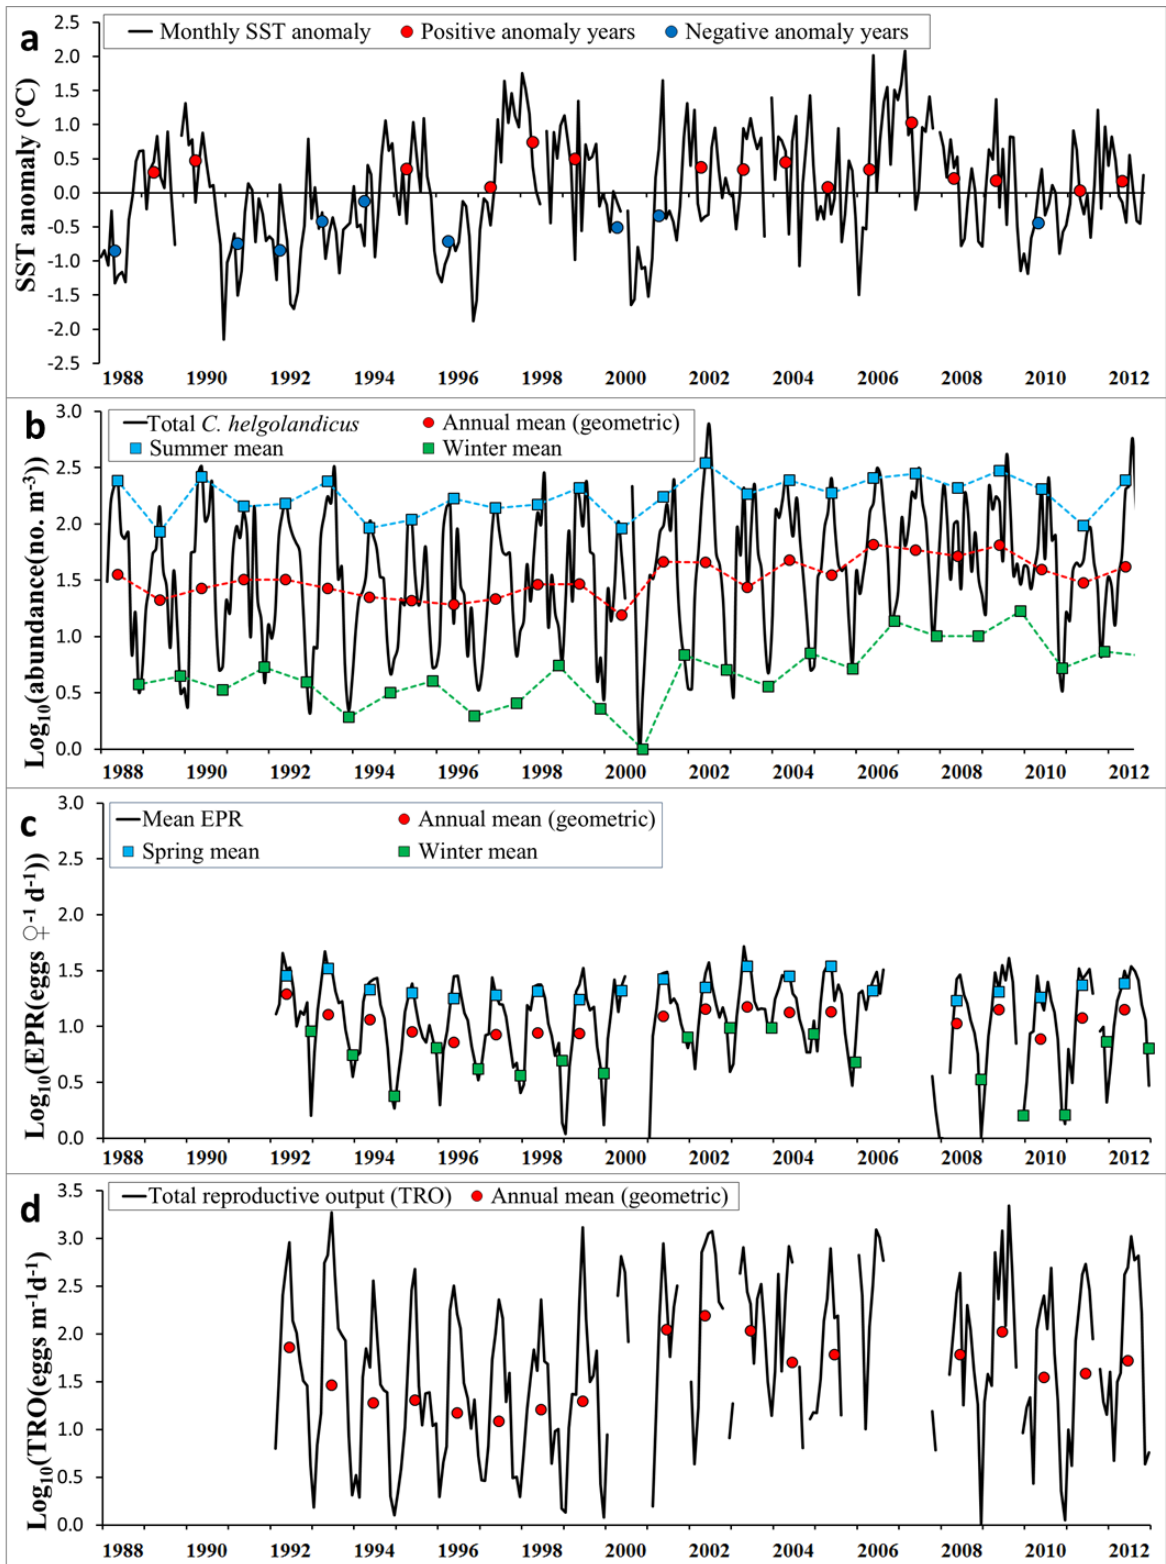 a
Monthly SST anomaly Positive anomaly years Negative anomaly years
SST anomaly (°C)
2.5
2.0
1.5
1.0
0.5
0.0
-0.5
-1.0
-1.5
-2.0
-2.5
1988 1990 1992 1994 1996 1998 2000 2002 2004 2006 2008 2010 2012
b
Total C. helgolandicus Annual mean (geometric)
Summer mean Winter mean
Log10(abundance(no. m-3))
3.0
2.5
2.0
1.5
1.0
0.5
0.0
1988 1990 1992 1994 1996 1998 2000 2002 2004 2006 2008 2010 2012
c
Mean EPR Annual mean (geometric)
Spring mean Winter mean
Log10(EPR(eggs ♀-1 d-1))
3.0
2.5
2.0
1.5
1.0
0.5
0.0
1988 1990 1992 1994 1996 1998 2000 2002 2004 2006 2008 2010 2012
d
Total reproductive output (TRO) Annual mean (geometric)
Log10(TRO(eggs m-1d-1)
3.5
3.0
2.5
2.0
1.5
1.0
0.5
0.0
1988 1990 1992 1994 1996 1998 2000 2002 2004 2006 2008 2010 2012